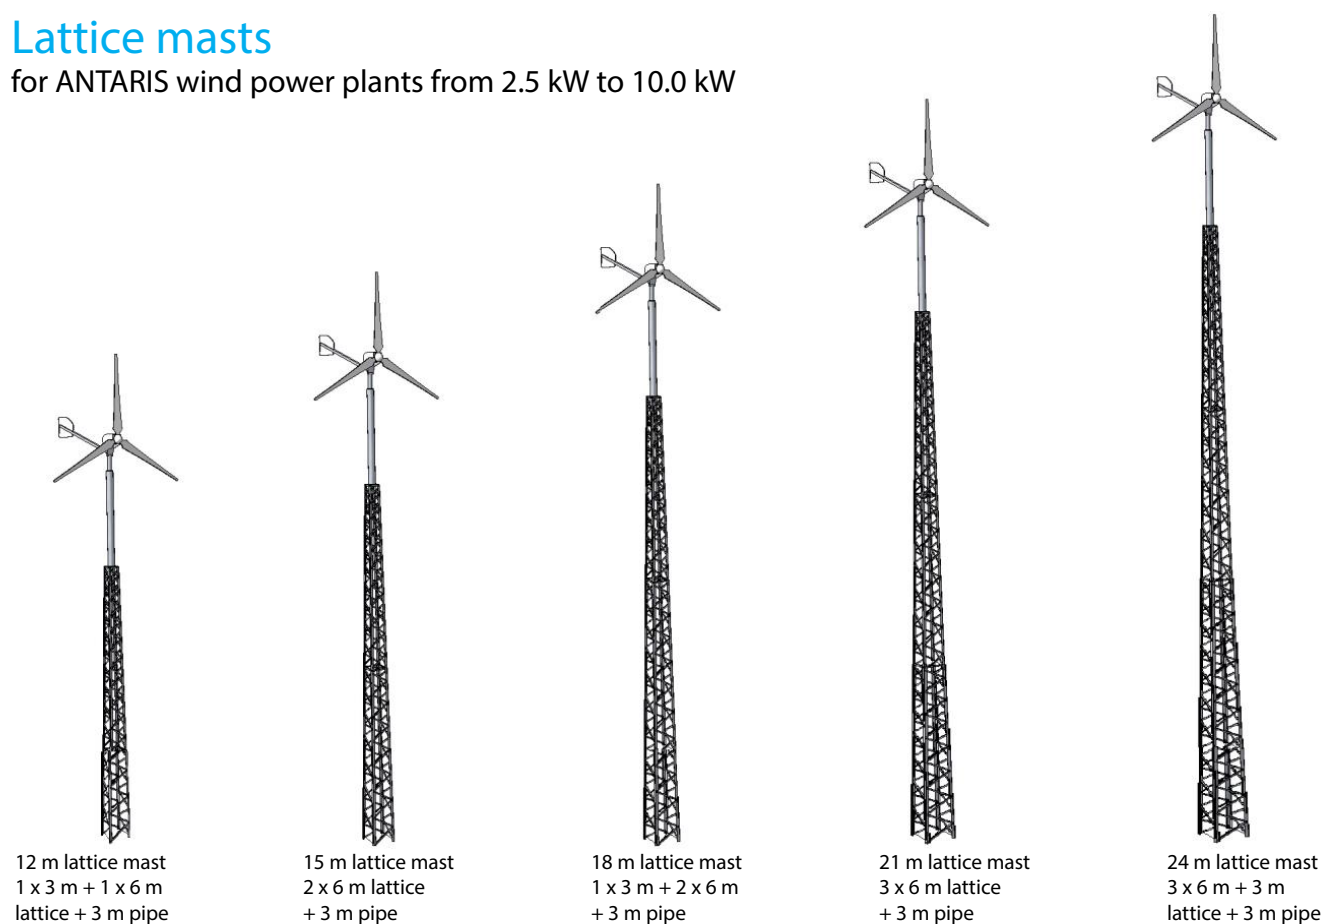 Lattice masts
for ANTARIS wind power plants from 2.5 kW to 10.0 kW
12 m lattice mast
1 x 3 m + 1 x 6 m
lattice + 3 m pipe
15 m lattice mast
2 x 6 m lattice
+ 3 m pipe
18 m lattice mast
1 x 3 m + 2 x 6 m
+ 3 m pipe
21 m lattice mast
3 x 6 m lattice
+ 3 m pipe
24 m lattice mast
3 x 6 m + 3 m
lattice + 3 m pipe